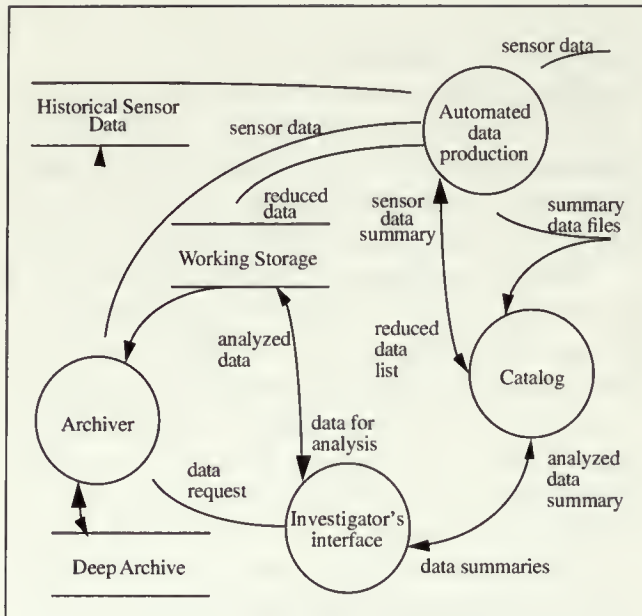 sensor data
Historical Sensor
Data
sensor data
Automated
data
production
reduced
data
sensor
data
summary
summary
data files
Working Storage
analyzed
data
reduced
data
list
Catalog
Archiver
data for
analysis
data
request
analyzed
data
summary
Investigator's
interface
Deep Archive
data summaries